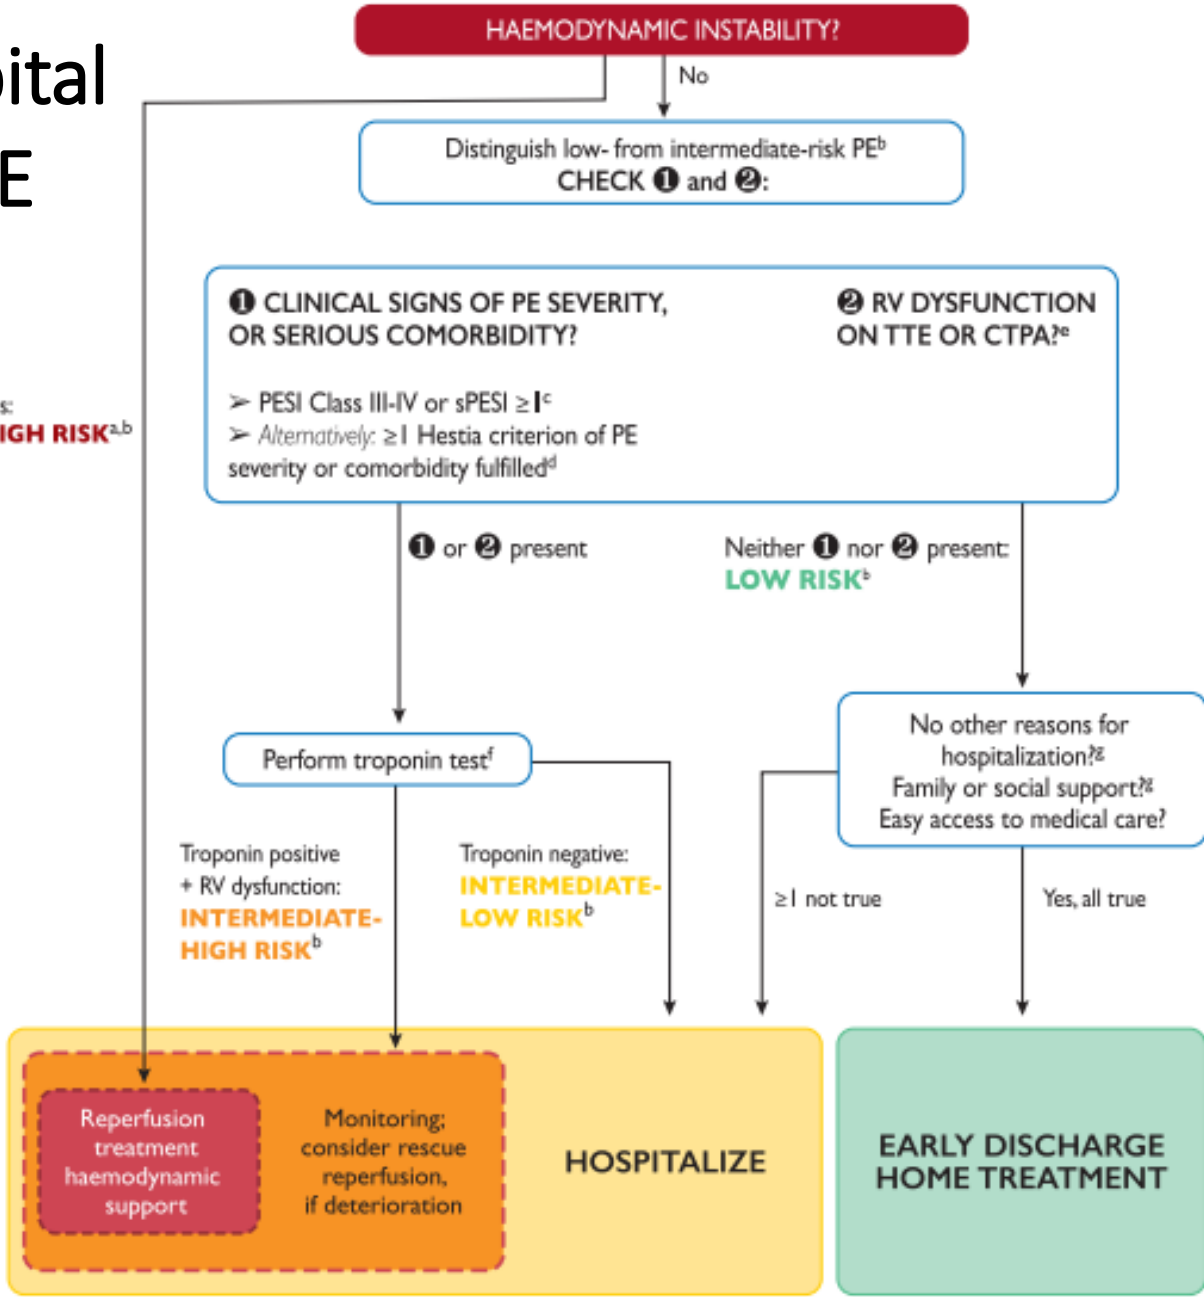 HAEMODYNAMIC INSTABILITY?
No
Distinguish low- from intermediate-risk PEᵇ
CHECK ❶ and ❷:
❶ CLINICAL SIGNS OF PE SEVERITY,
OR SERIOUS COMORBIDITY?
➢ PESI Class III-IV or sPESI ≥Iᶜ
➢ Alternatively: ≥I Hestia criterion of PE
severity or comorbidity fulfilledᵈ
❷ RV DYSFUNCTION
ON TTE OR CTPA?ᵉ
RISKᵃ,ᵇ
❶ or ❷ present
Neither ❶ nor ❷ present:
LOW RISKᵇ
Perform troponin testᶠ
No other reasons for
hospitalization?ᵍ
Family or social support?ᵍ
Easy access to medical care?
Troponin positive
+ RV dysfunction:
INTERMEDIATE-
HIGH RISKᵇ
Troponin negative:
INTERMEDIATE-
LOW RISKᵇ
≥I not true
Yes, all true
Reperfusion
treatment
haemodynamic
support
Monitoring;
consider rescue
reperfusion,
if deterioration
HOSPITALIZE
EARLY DISCHARGE
HOME TREATMENT